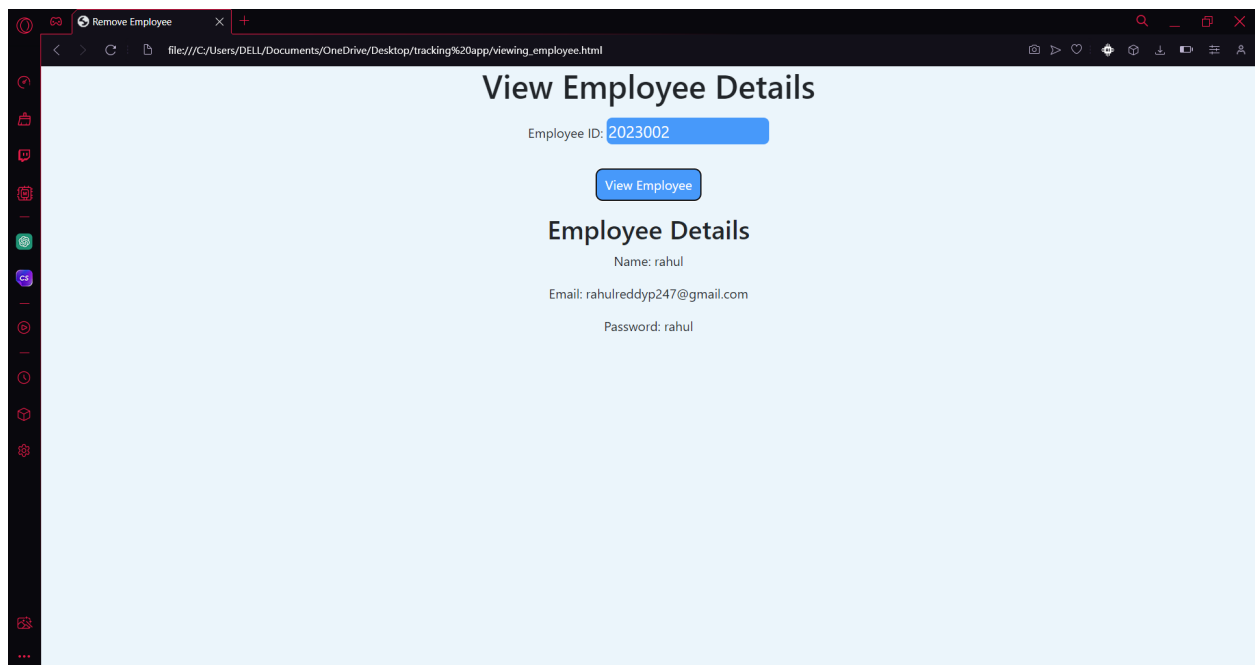 Remove Employee
file:///C:/Users/DELL/Documents/OneDrive/Desktop/tracking%20app/viewing_employee.html
View Employee Details
Employee ID: 2023002
View Employee
Employee Details
Name: rahul
Email: rahulreddyp247@gmail.com
Password: rahul
CS